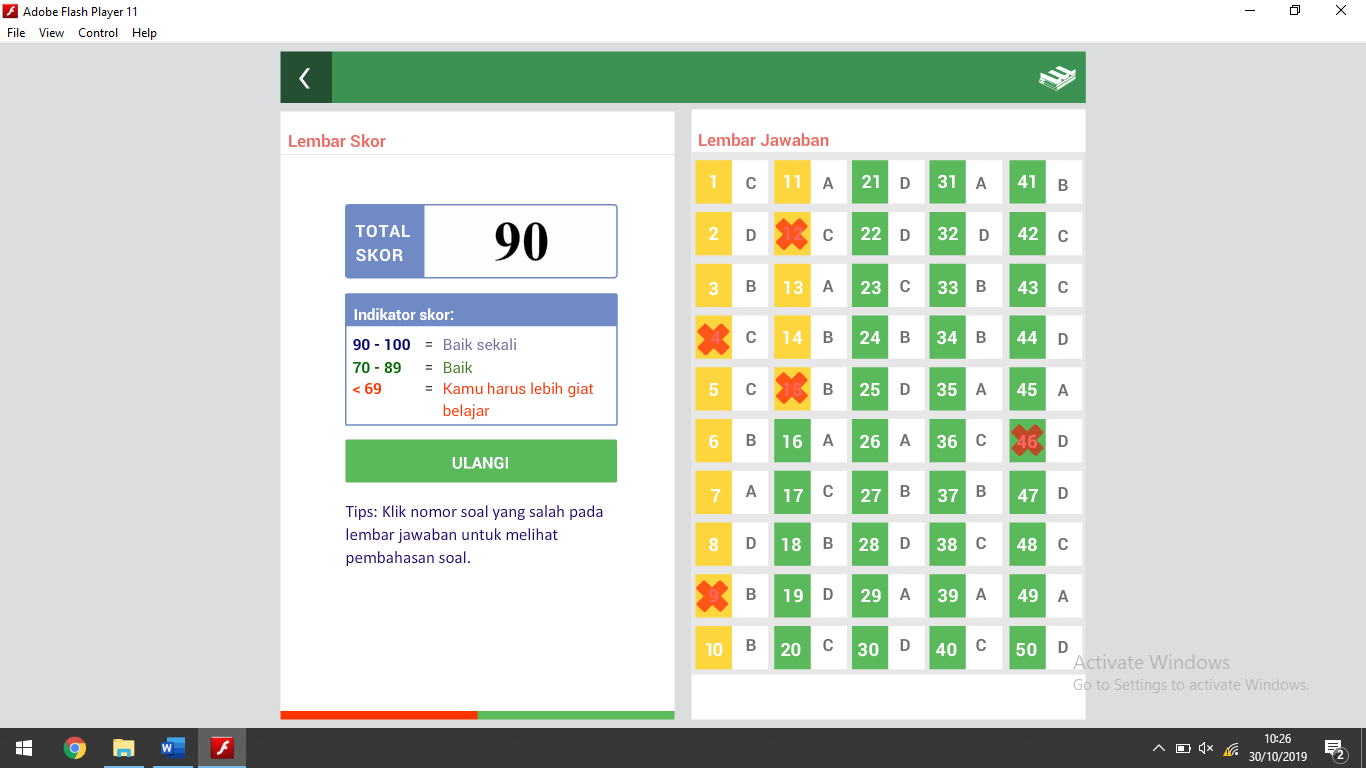 Adobe Flash Player 11
File View Control Help
Lembar Skor
TOTAL
SKOR
90
Indikator skor:
90 - 100 = Baik sekali
70 - 89 = Baik
< 69 = Kamu harus lebih giat
belajar
ULANGI
Tips: Klik nomor soal yang salah pada
lembar jawaban untuk melihat
pembahasan soal.
Lembar Jawaban
1 C 11 A 21 D 31 A 41 B
2 D 12 C 22 D 32 D 42 C
3 B 13 A 23 C 33 B 43 C
4 C 14 B 24 B 34 B 44 D
5 C 15 B 25 D 35 A 45 A
6 B 16 A 26 A 36 C 46 D
7 A 17 C 27 B 37 B 47 D
8 D 18 B 28 D 38 C 48 C
9 B 19 D 29 A 39 A 49 A
10 B 20 C 30 D 40 C 50 D
Activate Windows
Go to Settings to activate Windows.
10:26
30/10/2019
2